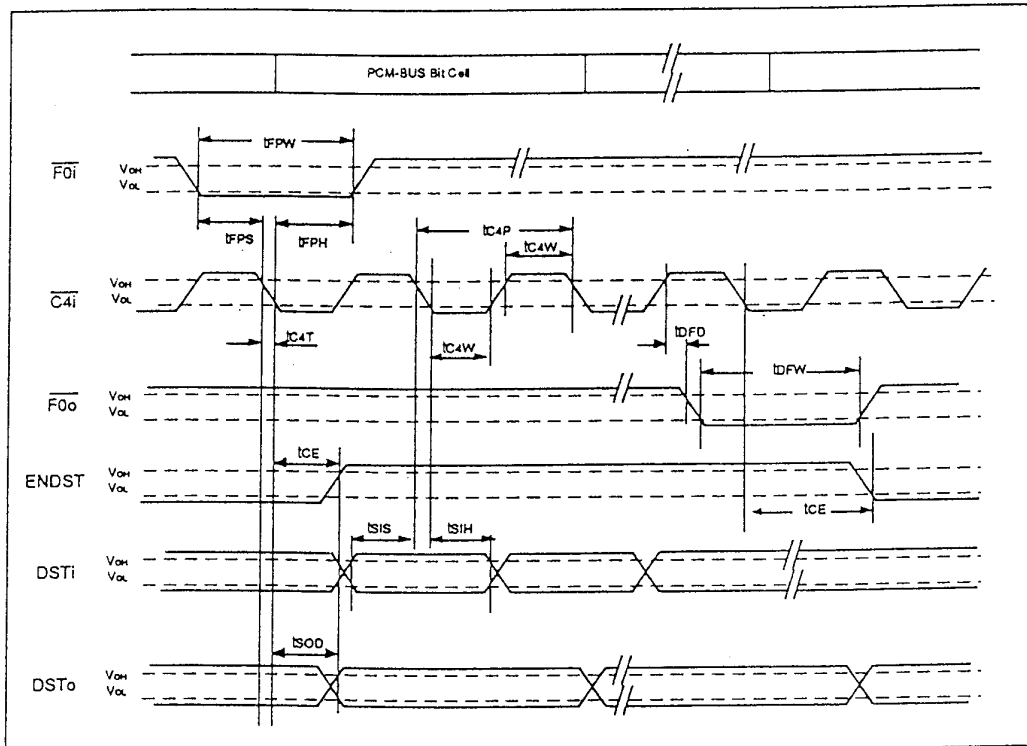 PCM-BUS Bit Cell
tFPW
F0i VOH
VOL
tFPS tFPH
tC4P
tC4W
C4i VOH
VOL
tC4T tC4W
tDFD
tDFW
F0o VOH
VOL
tCE
ENDST VOH
VOL
tCE
tSIS tSIH
DSTi VOH
VOL
tSOD
DSTo VOH
VOL